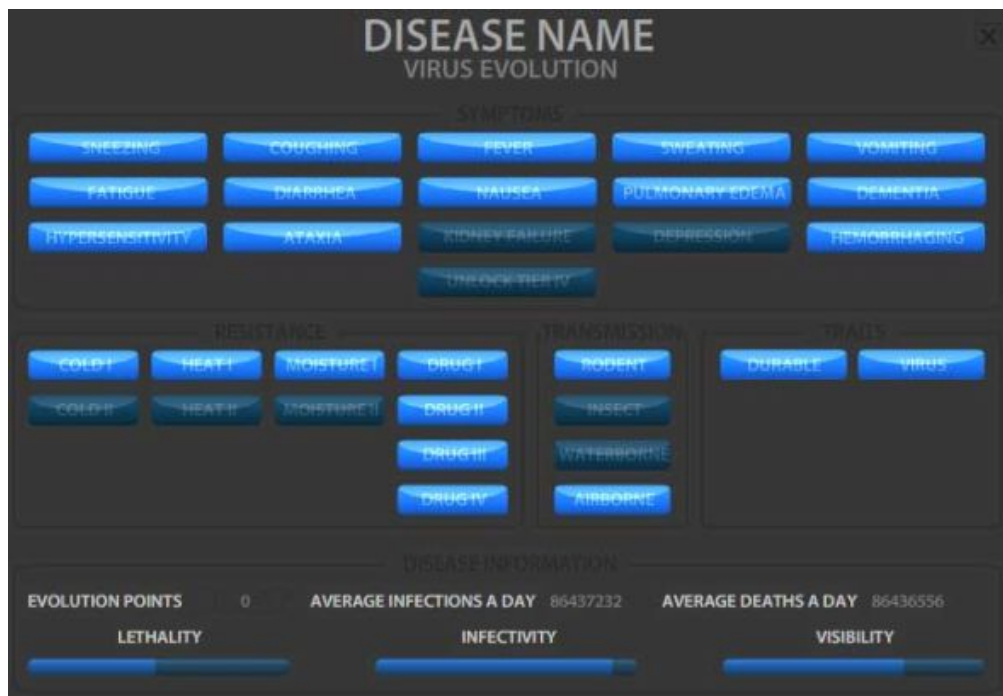 DISEASE NAME
VIRUS EVOLUTION
SYMPTOMS
SNEEZING COUGHING FEVER SWEATING VOMITING
FATIGUE DIARRHEA NAUSEA PULMONARY EDEMA DEMENTIA
HYPERSENSITIVITY ATAXIA KIDNEY FAILURE DEPRESSION HEMORRHAGING
UNLOCK TIER IV
RESISTANCE TRANSMISSION TRAITS
COLD I HEAT I MOISTURE I DRUG I RODENT DURABLE VIRUS
COLD II HEAT II MOISTURE II DRUG II INSECT
DRUG III WATERBORNE
DRUG IV AIRBORNE
DISEASE INFORMATION
EVOLUTION POINTS 0 AVERAGE INFECTIONS A DAY 86437232 AVERAGE DEATHS A DAY 86436556
LETHALITY INFECTIVITY VISIBILITY